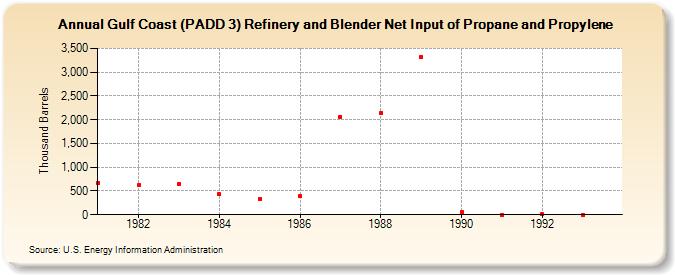 Annual Gulf Coast (PADD 3) Refinery and Blender Net Input of Propane and Propylene
Thousand Barrels
3,500
3,000
2,500
2,000
1,500
1,000
500
0
1982 1984 1986 1988 1990 1992
Source: U.S. Energy Information Administration